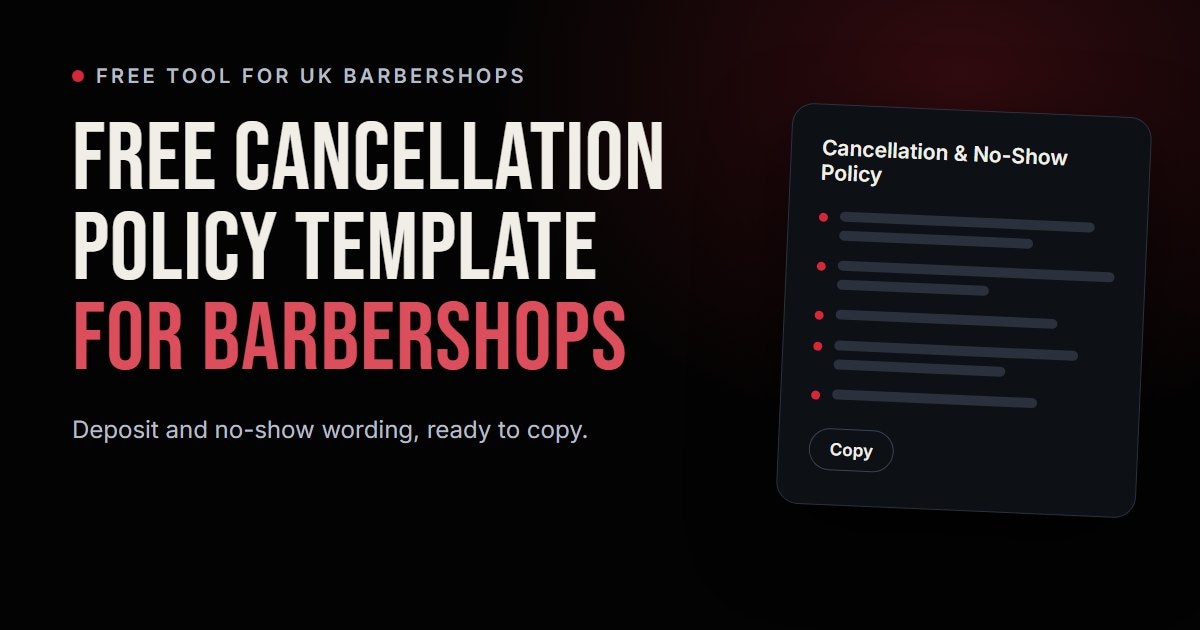 FREE TOOL FOR UK BARBERSHOPS
FREE CANCELLATION
POLICY TEMPLATE
FOR BARBERSHOPS
Deposit and no-show wording, ready to copy.
Cancellation & No-Show
Policy
Copy